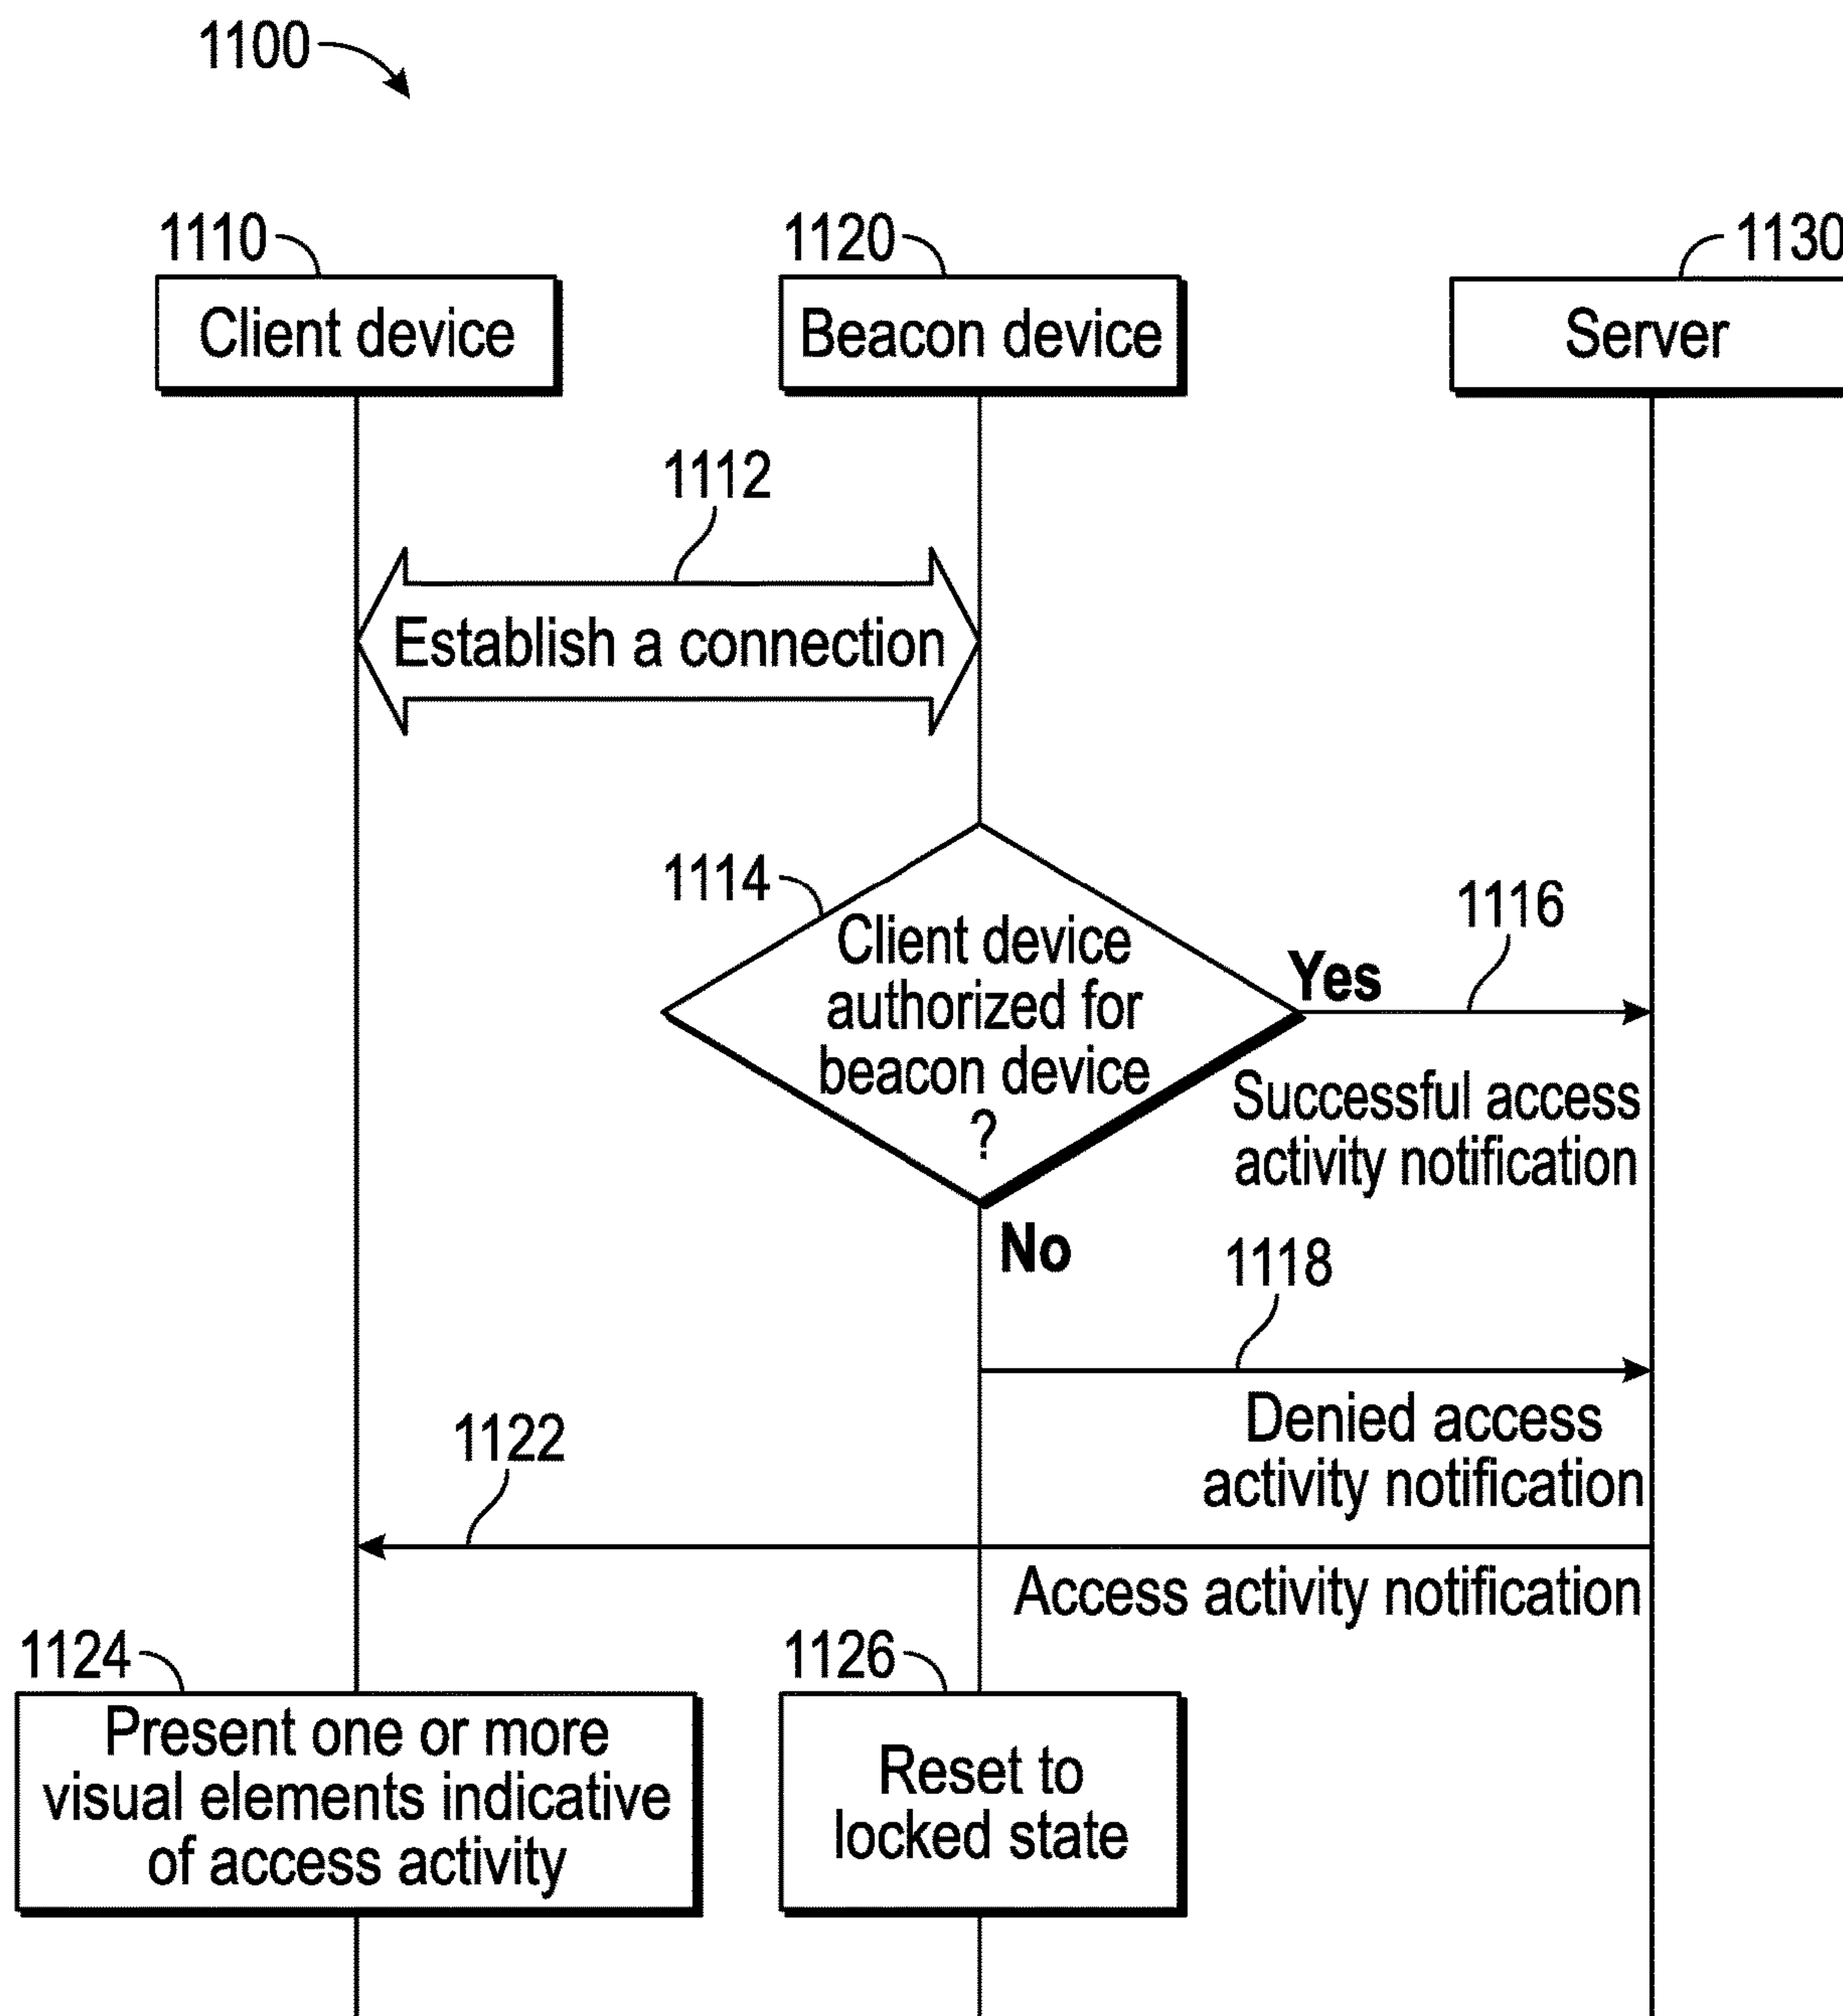 1100
1110
1120
1130
Client device
Beacon device
Server
1112
Establish a connection
1114
Client device
authorized for
beacon device
?
Yes
1116
Successful access
activity notification
No
1118
Denied access
activity notification
1122
Access activity notification
1124
Present one or more
visual elements indicative
of access activity
1126
Reset to
locked state